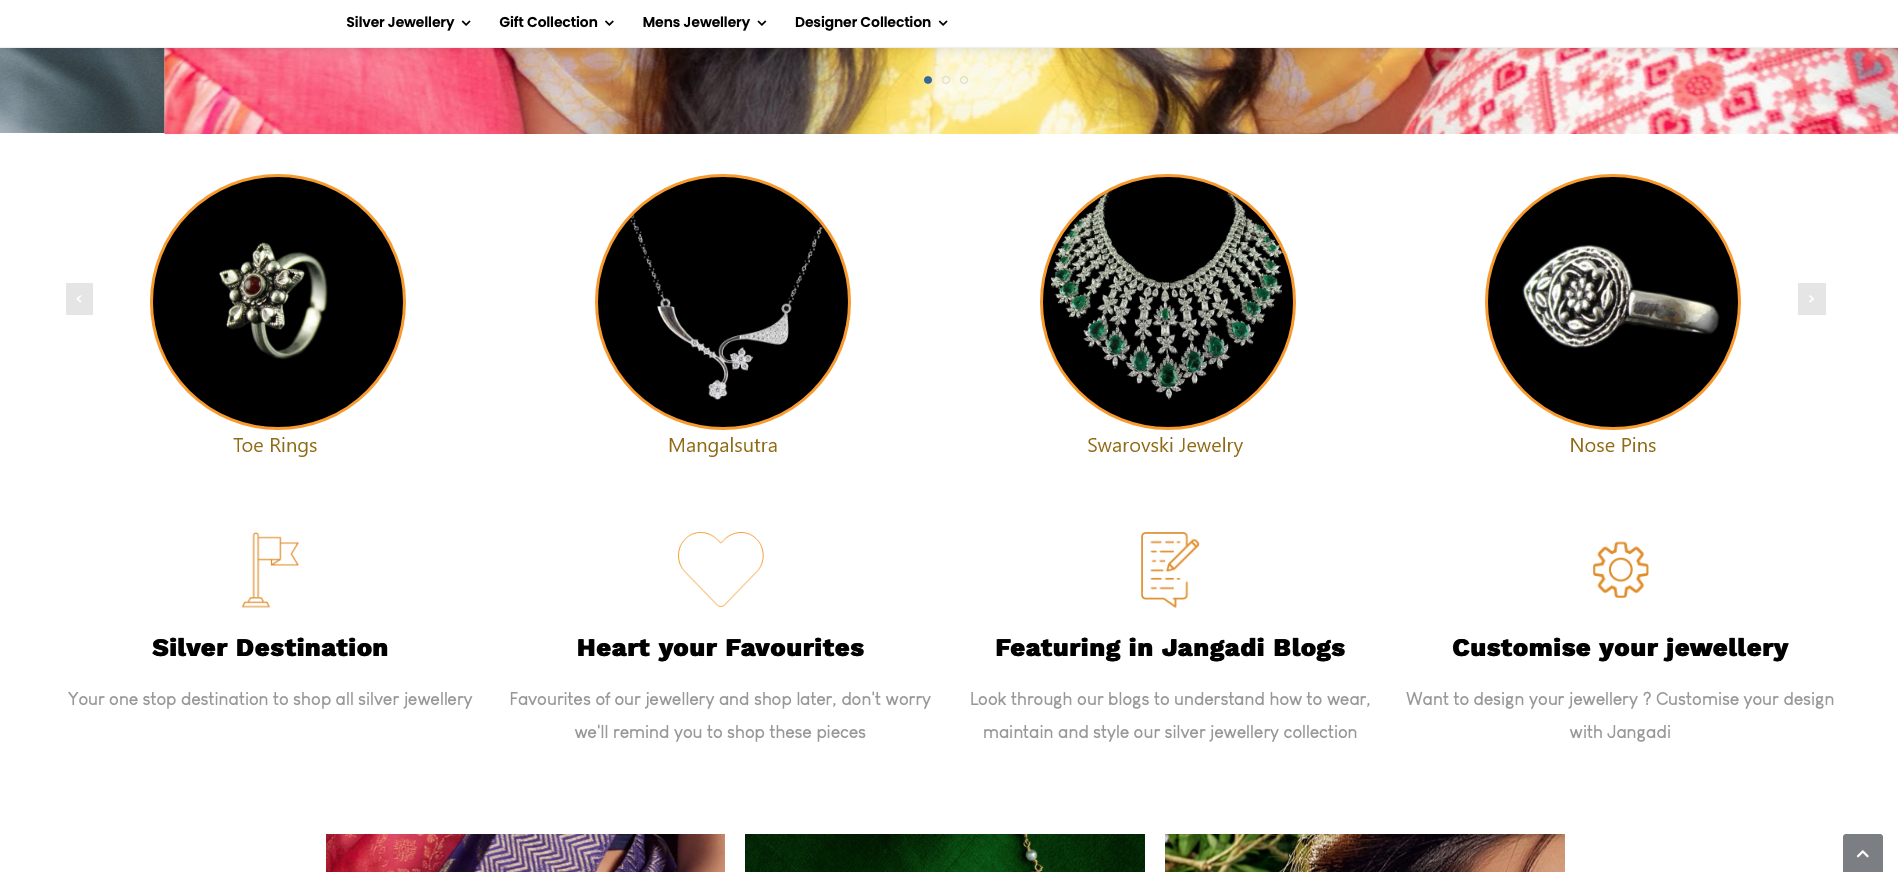 Silver Jewellery Gift Collection Mens Jewellery Designer Collection
Toe Rings Mangalsutra Swarovski Jewelry Nose Pins
Silver Destination
Your one stop destination to shop all silver jewellery
Heart your Favourites
Favourites of our jewellery and shop later, don't worry
we'll remind you to shop these pieces
Featuring in Jangadi Blogs
Look through our blogs to understand how to wear,
maintain and style our silver jewellery collection
Customise your jewellery
Want to design your jewellery ? Customise your design
with Jangadi